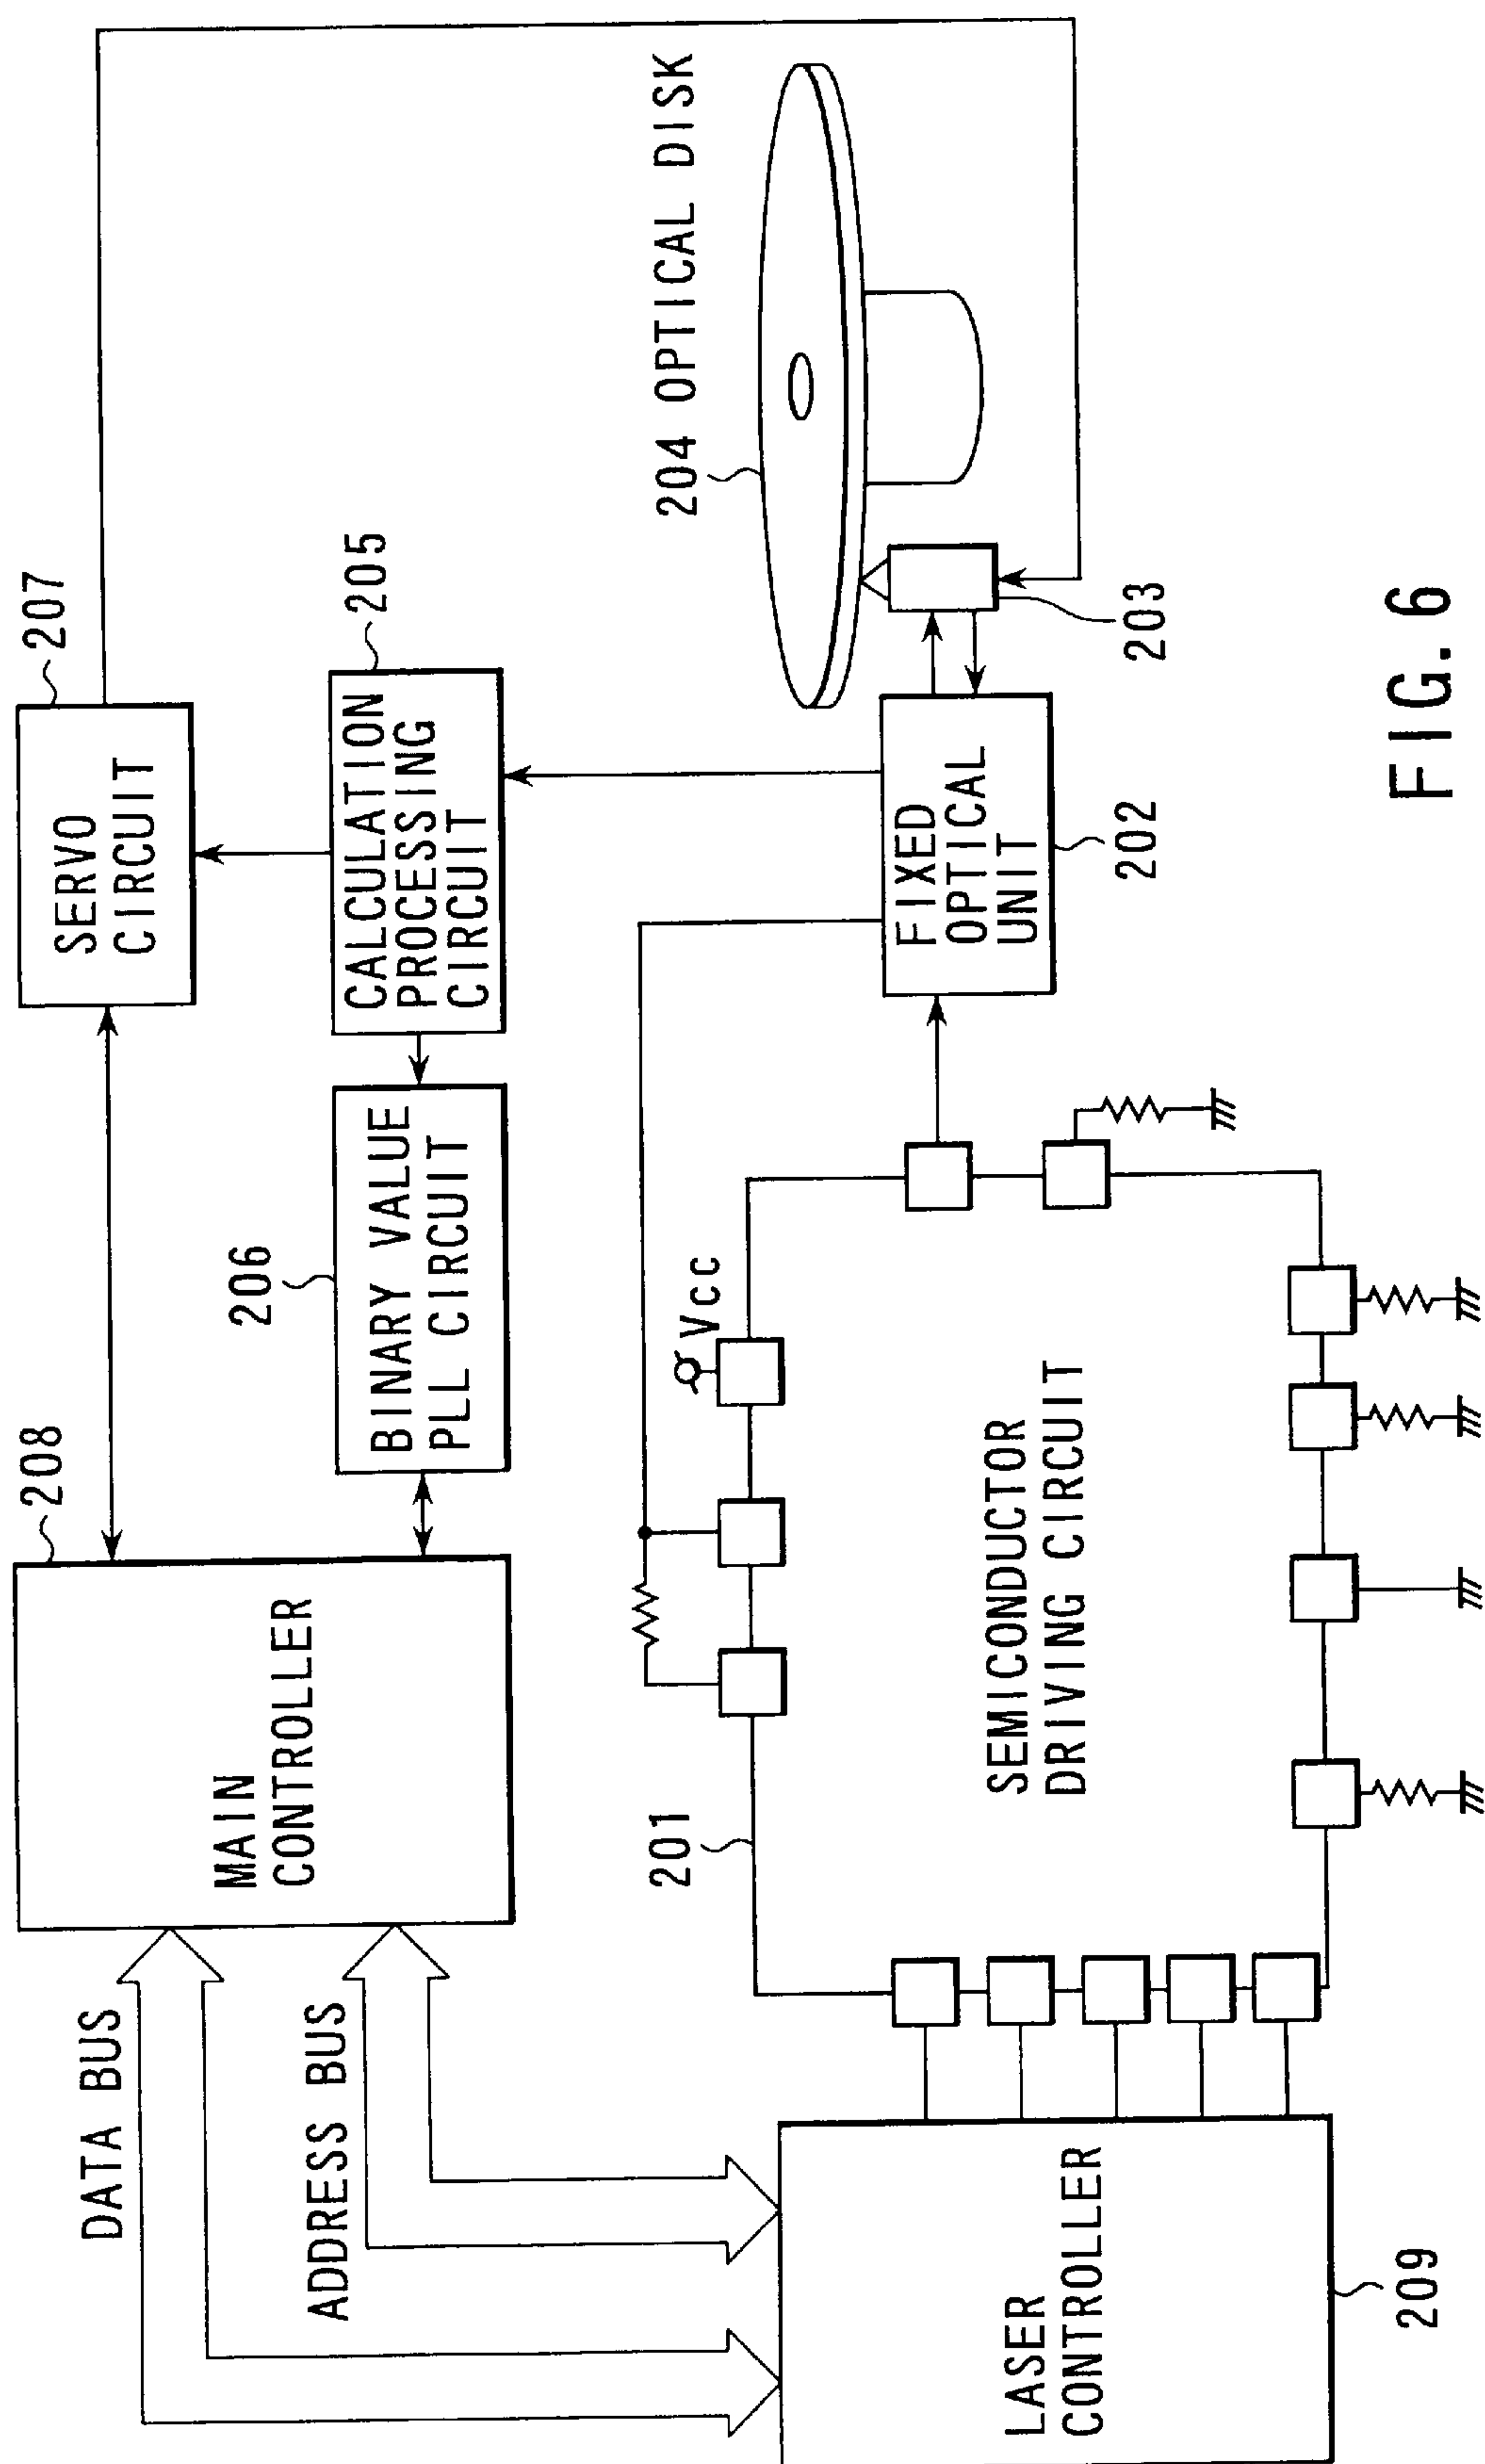 207
SERVO
CIRCUIT
208
MAIN
CONTROLLER
DATA BUS
ADDRESS BUS
206
BINARY VALUE
PLL CIRCUIT
205
CALCULATION
PROCESSING
CIRCUIT
204 OPTICAL DISK
201
Vcc
SEMICONDUCTOR
DRIVING CIRCUIT
FIXED
OPTICAL
UNIT
202
203
LASER
CONTROLLER
209
FIG. 6